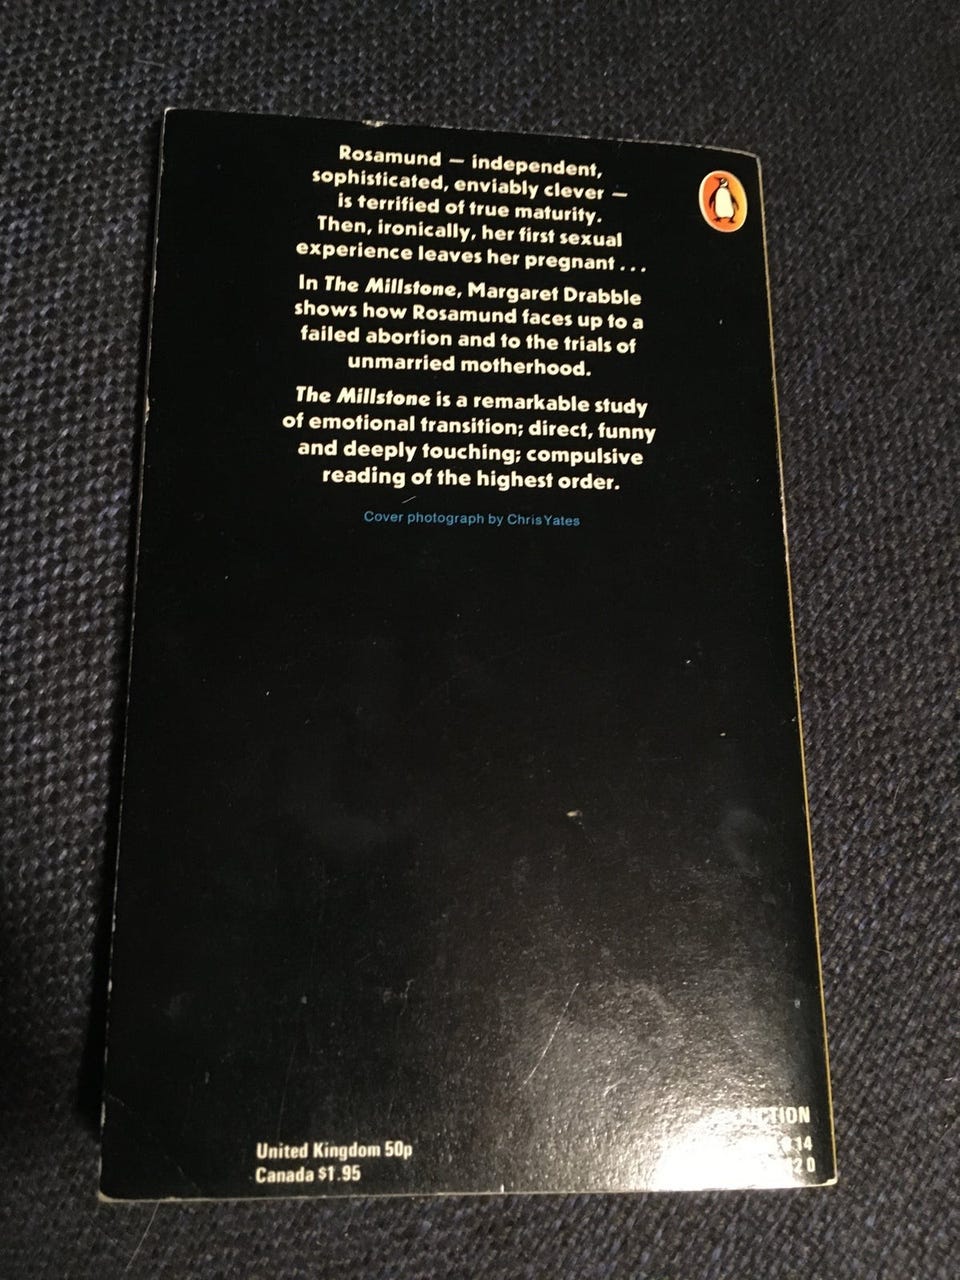 Rosamund — independent,
sophisticated, enviably clever —
is terrified of true maturity.
Then, ironically, her first sexual
experience leaves her pregnant . . .
In The Millstone, Margaret Drabble
shows how Rosamund faces up to a
failed abortion and to the trials of
unmarried motherhood.
The Millstone is a remarkable study
of emotional transition; direct, funny
and deeply touching; compulsive
reading of the highest order.
Cover photograph by Chris Yates
United Kingdom 50p
Canada $1.95
FICTION
14